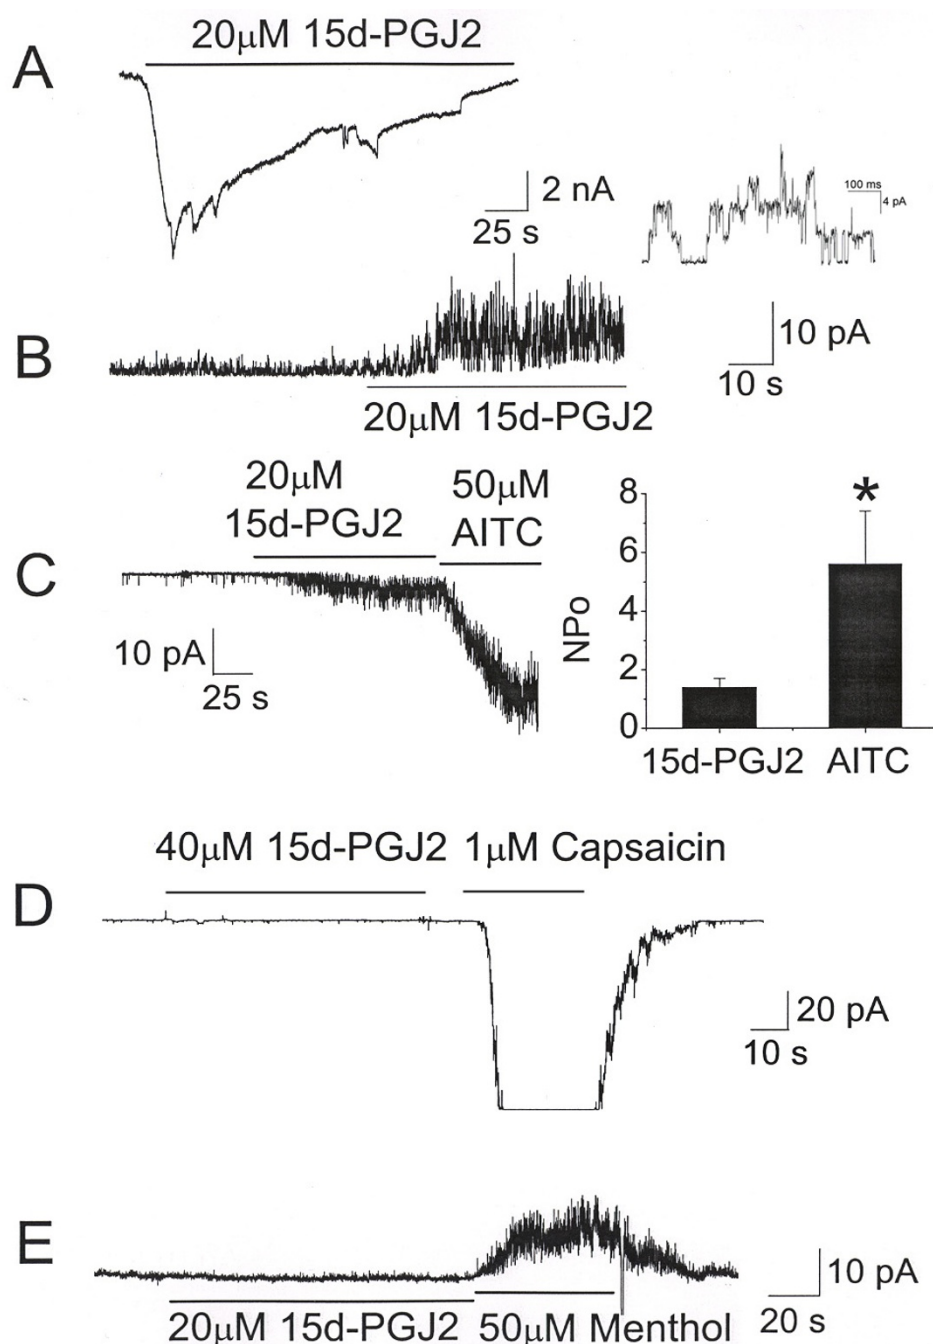 A
20μM 15d-PGJ2
2 nA
25 s
100 ms
4 pA
B
10 pA
10 s
20μM 15d-PGJ2
C
20μM
15d-PGJ2
50μM
AITC
10 pA
25 s
NPo
8
6
4
2
0
*
15d-PGJ2 AITC
D
40μM 15d-PGJ2 1μM Capsaicin
20 pA
10 s
E
10 pA
20 s
20μM 15d-PGJ2 50μM Menthol